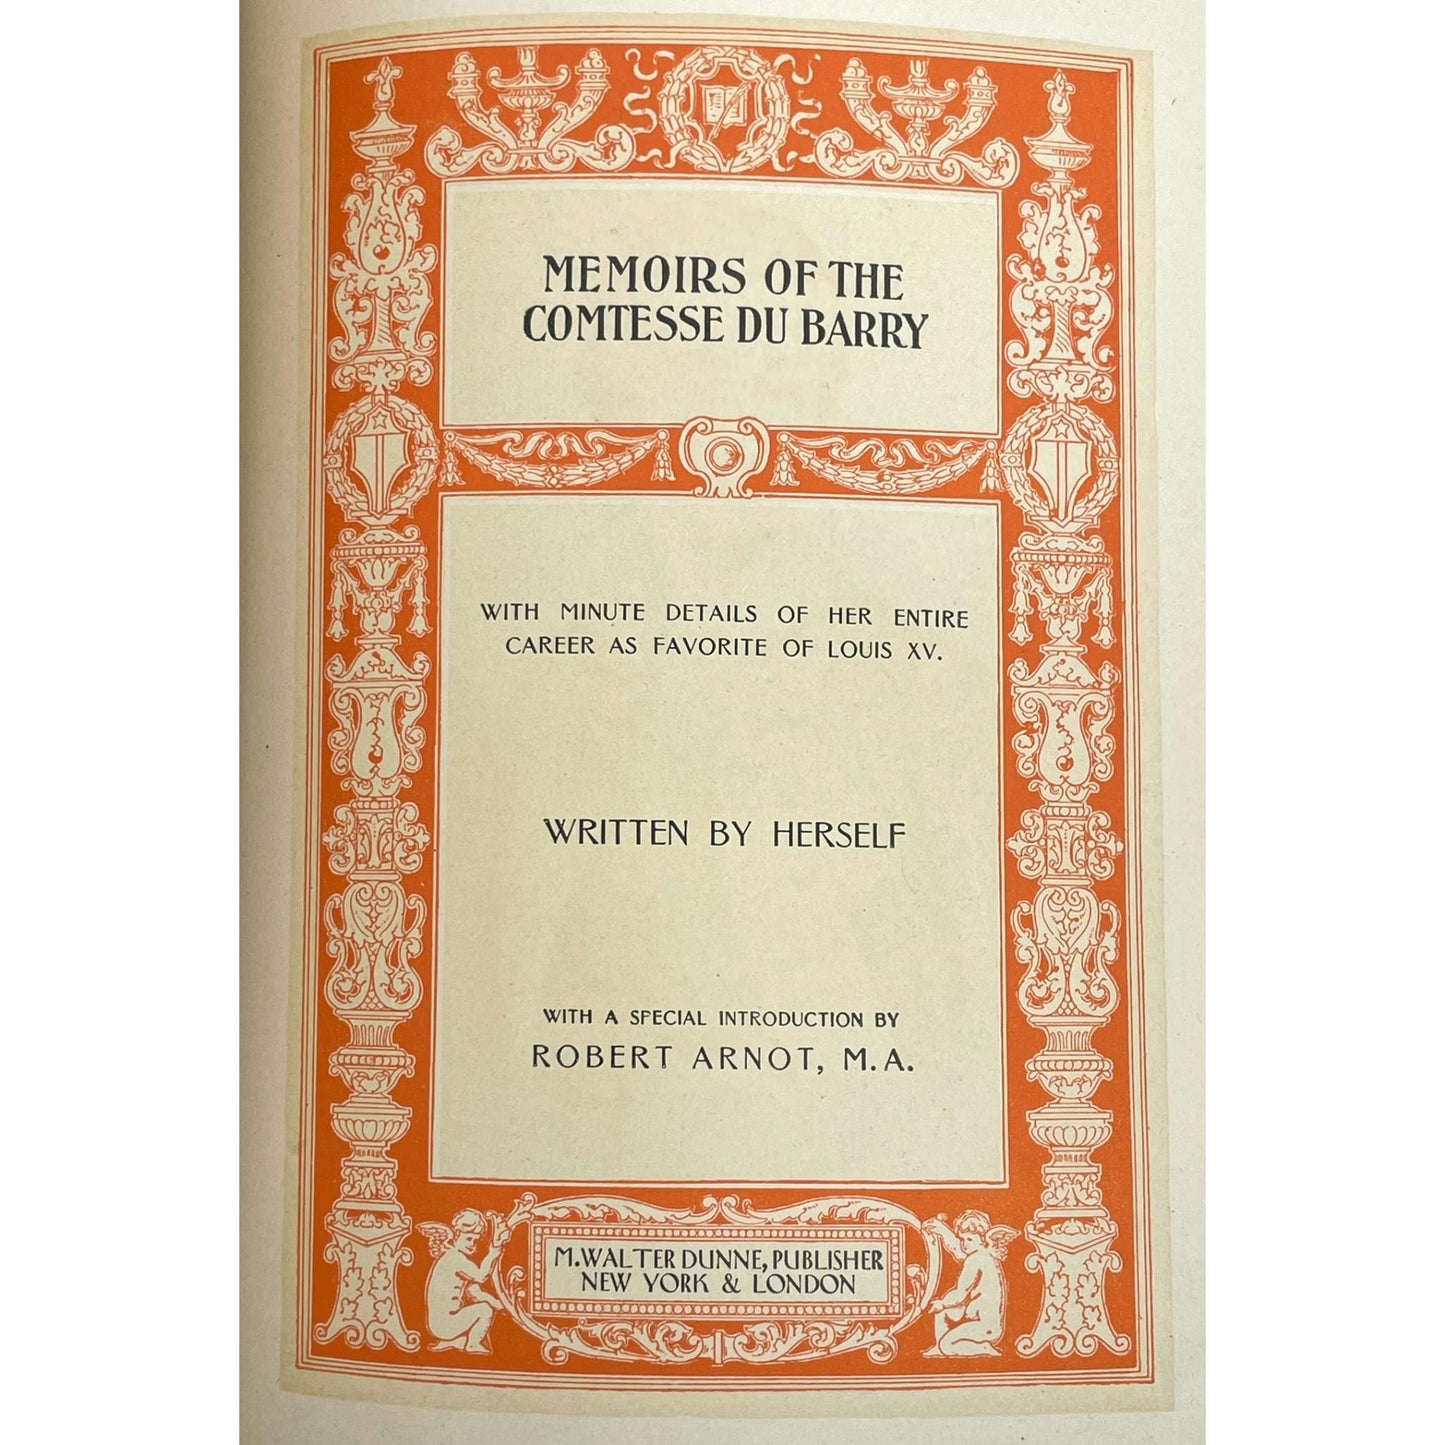 MEMOIRS OF THE
COMTESSE DU BARRY
WITH MINUTE DETAILS OF HER ENTIRE
CAREER AS FAVORITE OF LOUIS XV.
WRITTEN BY HERSELF
WITH A SPECIAL INTRODUCTION BY
ROBERT ARNOT, M.A.
M. WALTER DUNNE, PUBLISHER
NEW YORK & LONDON